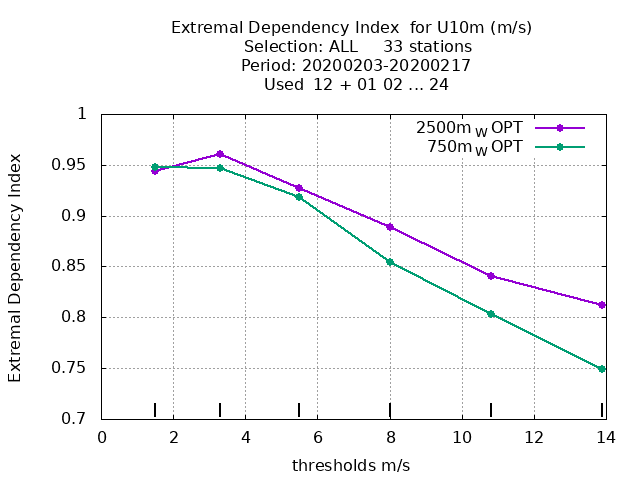 Extremal Dependency Index  for U10m (m/s)
Selection: ALL     33 stations
Period: 20200203-20200217
Used  12 + 01 02 ... 24
2500m W OPT
750m W OPT
Extremal Dependency Index
1
0.95
0.9
0.85
0.8
0.75
0.7
0 2 4 6 8 10 12 14
thresholds m/s